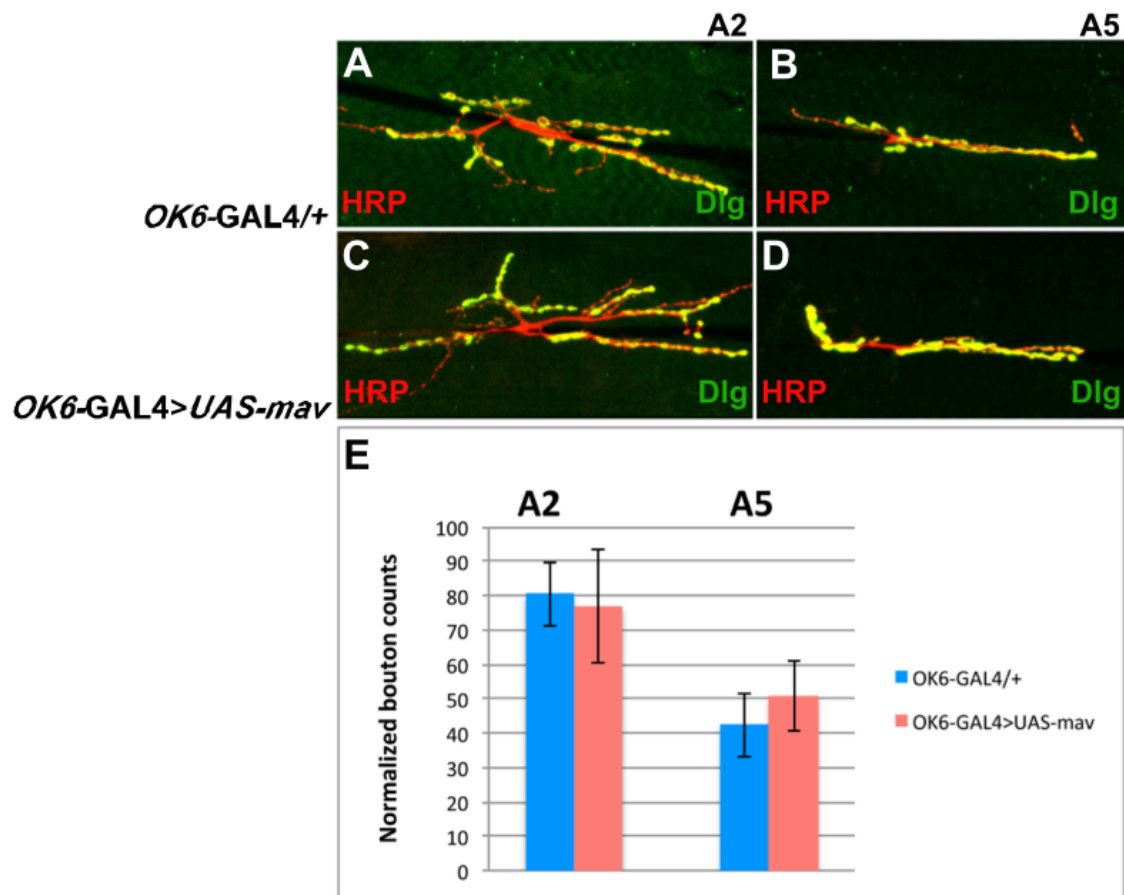 A2 A5
A B
HRP Dlg HRP Dlg
OK6-GAL4/+
C D
HRP Dlg HRP Dlg
OK6-GAL4>UAS-mav
E
A2 A5
Normalized bouton counts
100
90
80
70
60
50
40
30
20
10
0
OK6-GAL4/+
OK6-GAL4>UAS-mav